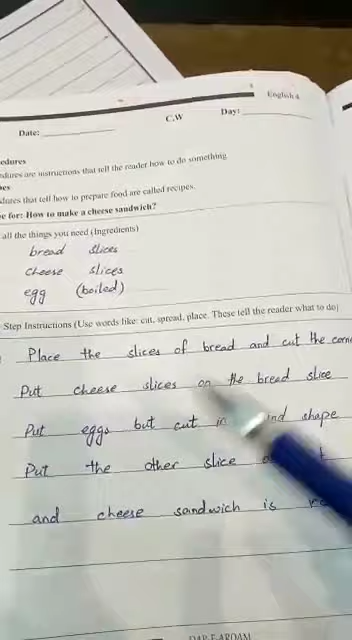 English 4
C.W
Day:
Date:
edures
edures are instructions that tell the reader how to do something
es
dures that tell how to prepare food are called recipes.
e for: How to make a cheese sandwich?
all the things you need (Ingredients)
bread slices
cheese slices
egg (boiled)
Step Instructions (Use words like: cut, spread, place. These tell the reader what to do)
Place the slices of bread and cut the corn
Put cheese slices on the bread slice
Put eggs but cut in shape
Put the other slice
and cheese sandwich is